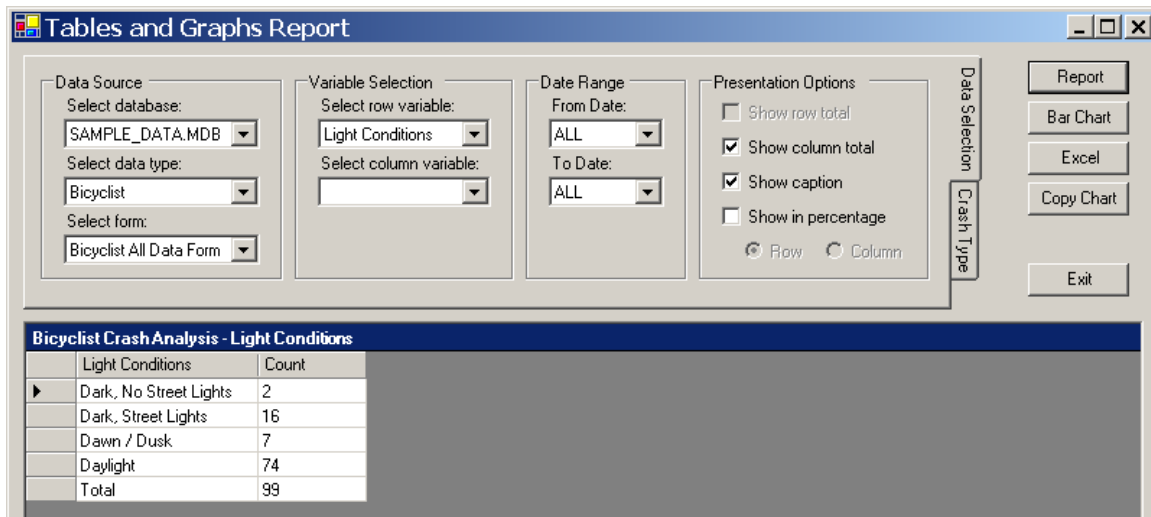 Tables and Graphs Report
Data Source
Select database:
SAMPLE_DATA.MDB
Select data type:
Bicyclist
Select form:
Bicyclist All Data Form
Variable Selection
Select row variable:
Light Conditions
Select column variable:
Date Range
From Date:
ALL
To Date:
ALL
Presentation Options
Show row total
Show column total
Show caption
Show in percentage
Row Column
Data Selection
Crash Type
Report
Bar Chart
Excel
Copy Chart
Exit
Bicyclist Crash Analysis - Light Conditions
Light Conditions Count
Dark, No Street Lights 2
Dark, Street Lights 16
Dawn / Dusk 7
Daylight 74
Total 99